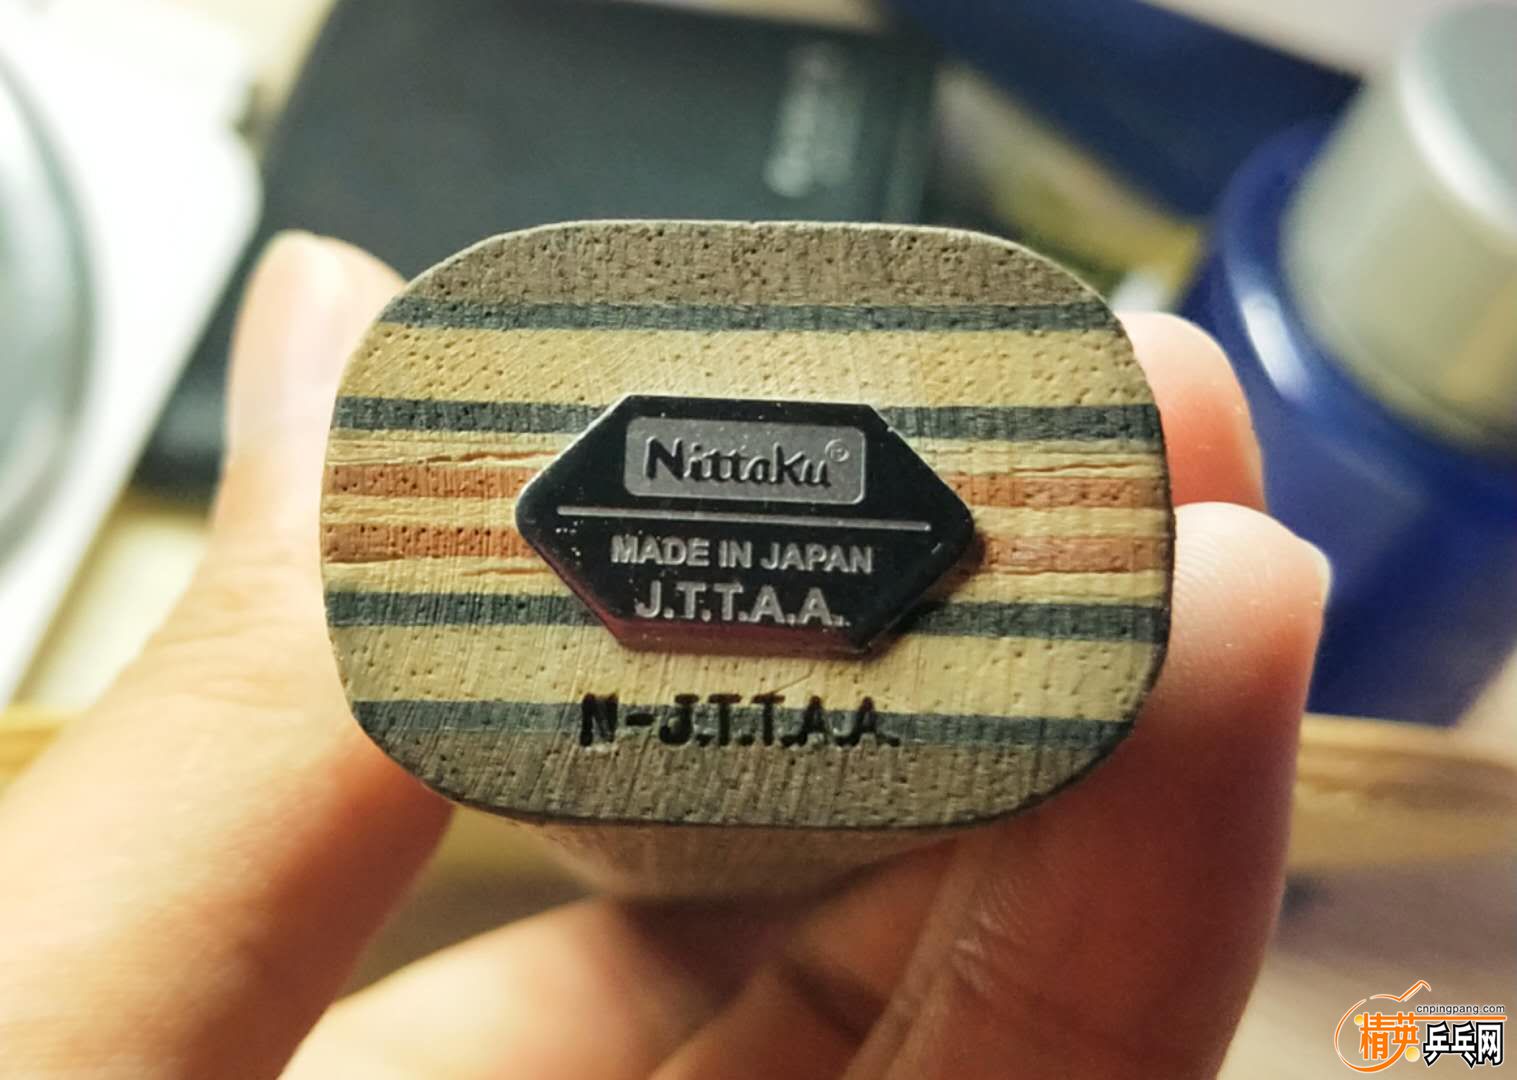 Nittaku®
MADE IN JAPAN
J.T.T.A.A.
N-J.T.T.A.A.
cnpingpang.com
精英乒乓网